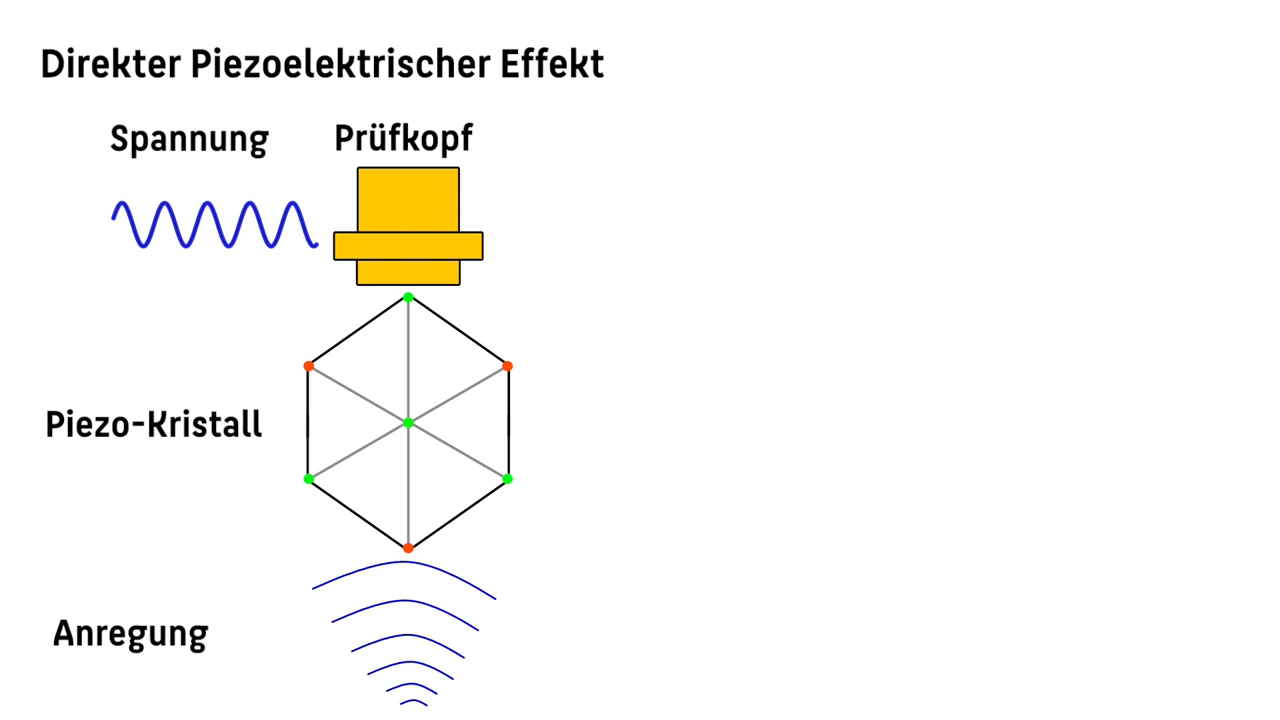 Direkter Piezoelektrischer Effekt
Spannung
Prüfkopf
Piezo-Kristall
Anregung